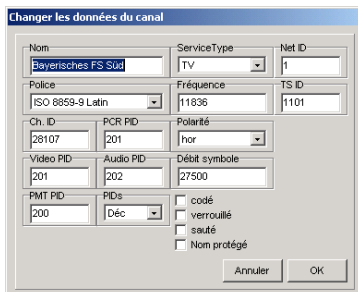 Changer les données du canal
Nom ServiceType Net ID
Bayerisches FS Süd TV 1
Police Fréquence TS ID
ISO 8859-9 Latin 11836 1101
Ch. ID PCR PID Polarité
28107 201 hor
Video PID Audio PID Débit symbole
201 202 27500
PMT PID PIDs
200 Déc
codé
verrouillé
sauté
Nom protégé
Annuler OK